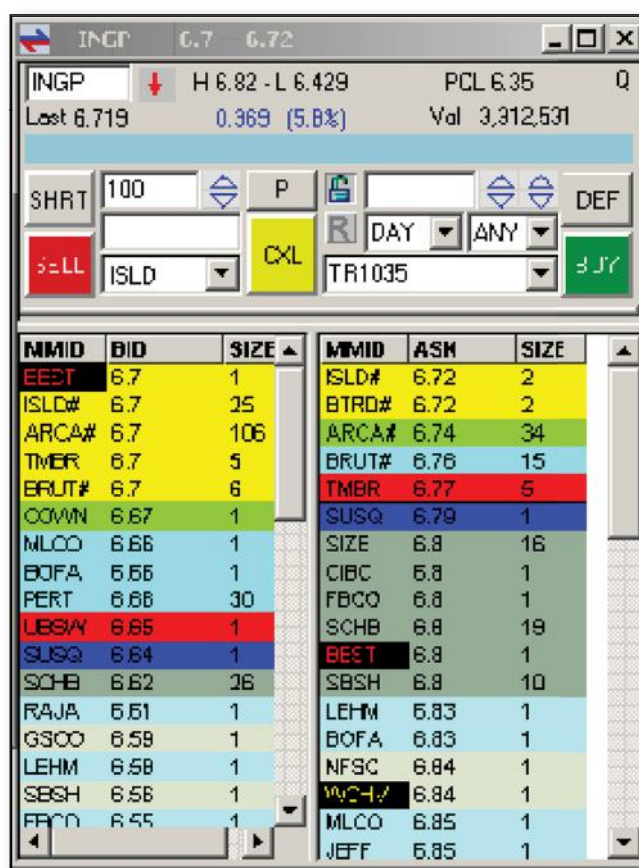 INGP 6.7 - 6.72
INGP H 6.82 - L 6.429 PCL 6.35 Q
Last 6.719 0.369 (5.8%) Vol 3,312,531
SHRT 100 P DEF
SELL CXL R DAY ANY BUY
ISLD TR1035
MMID BID SIZE MMID ASK SIZE
BEST 6.7 1 ISLD# 6.72 2
ISLD# 6.7 25 BTRD# 6.72 2
ARCA# 6.7 106 ARCA# 6.74 34
TMBR 6.7 5 BRUT# 6.76 15
BRUT# 6.7 6 TMBR 6.77 5
COWN 6.67 1 SUSQ 6.79 1
MLCO 6.66 1 SIZE 6.8 16
BOFA 6.66 1 CIBC 6.8 1
PERT 6.66 30 FBCO 6.8 1
UBSW 6.65 1 SCHB 6.8 19
SUSQ 6.64 1 BEST 6.8 1
SCHB 6.62 26 SBSH 6.8 10
RAJA 6.61 1 LEHM 6.83 1
GSCO 6.59 1 BOFA 6.83 1
LEHM 6.58 1 NFSC 6.84 1
SBSH 6.56 1 WCHV 6.84 1
FBCO 6.55 1 MLCO 6.85 1
JEFF 6.85 1